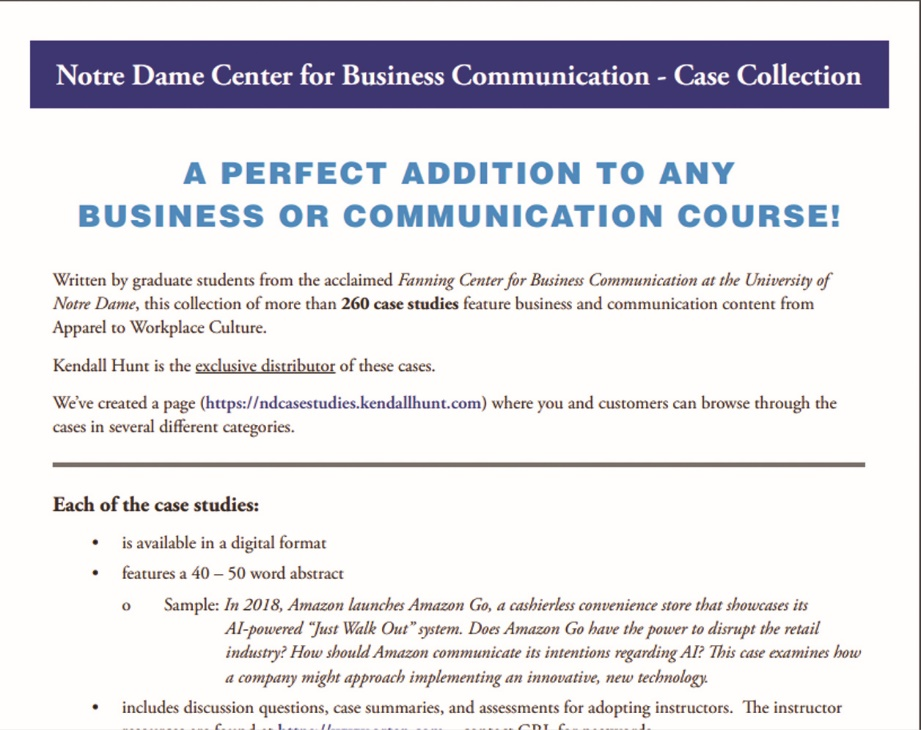 Notre Dame Center for Business Communication - Case Collection
A PERFECT ADDITION TO ANY
BUSINESS OR COMMUNICATION COURSE!
Written by graduate students from the acclaimed Fanning Center for Business Communication at the University of
Notre Dame, this collection of more than 260 case studies feature business and communication content from
Apparel to Workplace Culture.
Kendall Hunt is the exclusive distributor of these cases.
We've created a page (https://ndcasestudies.kendallhunt.com) where you and customers can browse through the
cases in several different categories.
Each of the case studies:
• is available in a digital format
• features a 40 – 50 word abstract
o Sample: In 2018, Amazon launches Amazon Go, a cashierless convenience store that showcases its
AI-powered “Just Walk Out” system. Does Amazon Go have the power to disrupt the retail
industry? How should Amazon communicate its intentions regarding AI? This case examines how
a company might approach implementing an innovative, new technology.
• includes discussion questions, case summaries, and assessments for adopting instructors. The instructor